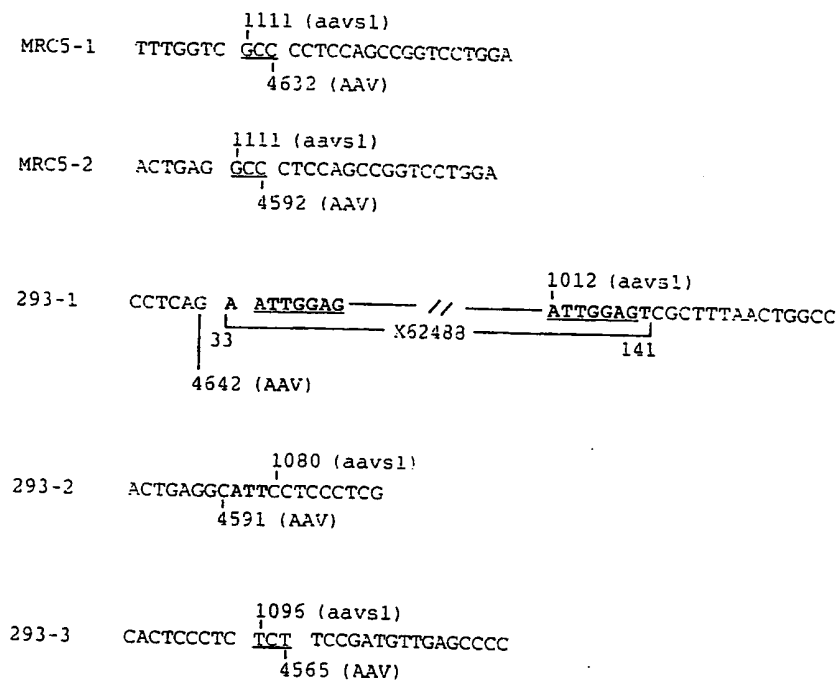 1111 (aavs1)
MRC5-1 TTTGGTC GCC CCTCCAGCCGGTCCTGGA
4632 (AAV)
1111 (aavs1)
MRC5-2 ACTGAG GCC CTCCAGCCGGTCCTGGA
4592 (AAV)
1012 (aavs1)
293-1 CCTCAG A ATTGGAG // ATTGGAGTCGCTTTAACTGGCC
33 X62488 141
4642 (AAV)
1080 (aavs1)
293-2 ACTGAGGCATTCCTCCCTCG
4591 (AAV)
1096 (aavs1)
293-3 CACTCCCTC TCT TCCGATGTTGAGCCCC
4565 (AAV)